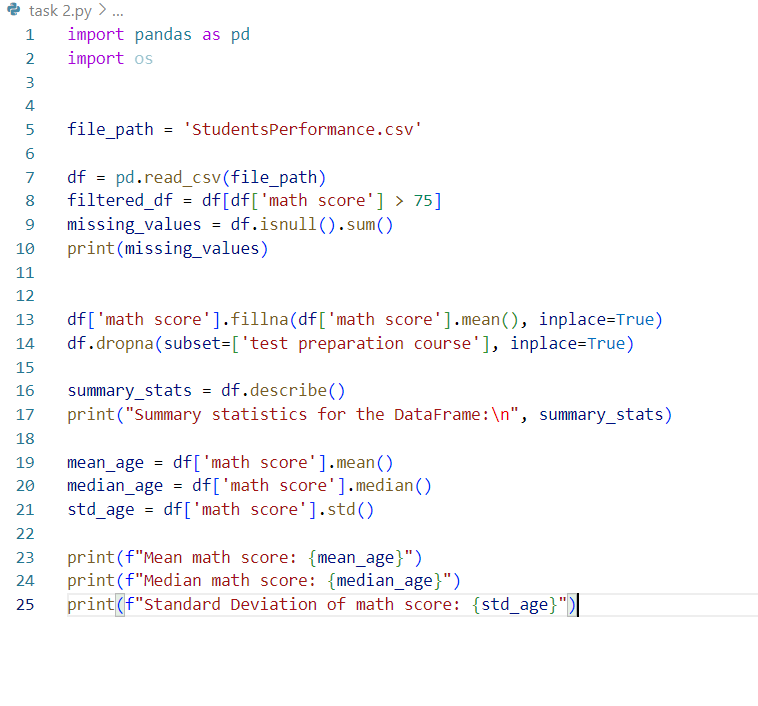 task 2.py > ...
1 import pandas as pd
2 import os
3
4
5 file_path = 'StudentsPerformance.csv'
6
7 df = pd.read_csv(file_path)
8 filtered_df = df[df['math score'] > 75]
9 missing_values = df.isnull().sum()
10 print(missing_values)
11
12
13 df['math score'].fillna(df['math score'].mean(), inplace=True)
14 df.dropna(subset=['test preparation course'], inplace=True)
15
16 summary_stats = df.describe()
17 print("Summary statistics for the DataFrame:\n", summary_stats)
18
19 mean_age = df['math score'].mean()
20 median_age = df['math score'].median()
21 std_age = df['math score'].std()
22
23 print(f"Mean math score: {mean_age}")
24 print(f"Median math score: {median_age}")
25 print(f"Standard Deviation of math score: {std_age}")